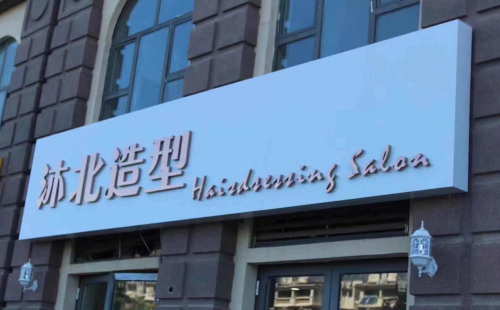 沐北造型 Hairdressing Salon